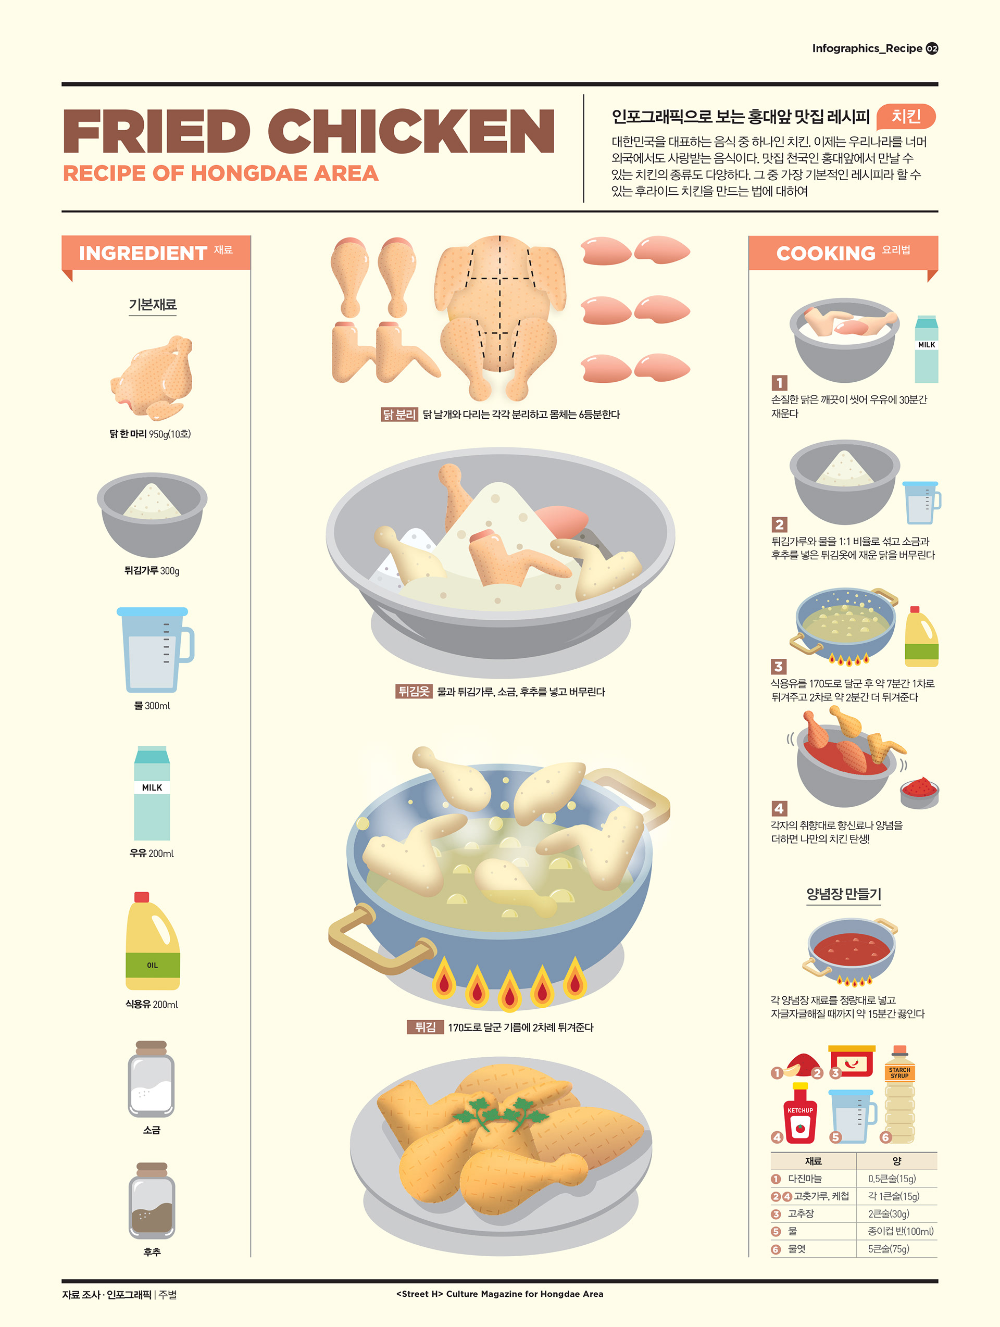 Infographics_Recipe 02
FRIED CHICKEN
RECIPE OF HONGDAE AREA
인포그래픽으로 보는 홍대앞 맛집 레시피 치킨
대한민국을 대표하는 음식 중 하나인 치킨. 이제는 우리나라를 너머
외국에서도 사랑받는 음식이다. 맛집 천국인 홍대앞에서 만날 수
있는 치킨의 종류도 다양하다. 그 중 가장 기본적인 레시피라 할 수
있는 후라이드 치킨을 만드는 법에 대하여
INGREDIENT 재료
기본재료
닭 한 마리 950g(10호)
튀김가루 300g
물 300ml
MILK
우유 200ml
OIL
식용유 200ml
소금
후추
닭 분리 닭 날개와 다리는 각각 분리하고 몸체는 6등분한다
튀김옷 물과 튀김가루, 소금, 후추를 넣고 버무린다
튀김 170도로 달군 기름에 2차례 튀겨준다
COOKING 요리법
MILK
1
손질한 닭은 깨끗이 씻어 우유에 30분간
재운다
2
튀김가루와 물을 1:1 비율로 섞고 소금과
후추를 넣은 튀김옷에 재운 닭을 버무린다
3
식용유를 170도로 달군 후 약 7분간 1차로
튀겨주고 2차로 약 2분간 더 튀겨준다
4
각자의 취향대로 향신료나 양념을
더하면 나만의 치킨 탄생!
양념장 만들기
각 양념장 재료를 정량대로 넣고
자글자글해질 때까지 약 15분간 끓인다
1 2 3
STARCH
SYRUP
KETCHUP
4 5 6
재료 양
1 다진마늘 0.5큰술(15g)
2 4 고춧가루, 케첩 각 1큰술(15g)
3 고추장 2큰술(30g)
5 물 종이컵 반(100ml)
6 물엿 5큰술(75g)
자료 조사 · 인포그래픽 | 주별
<Street H> Culture Magazine for Hongdae Area